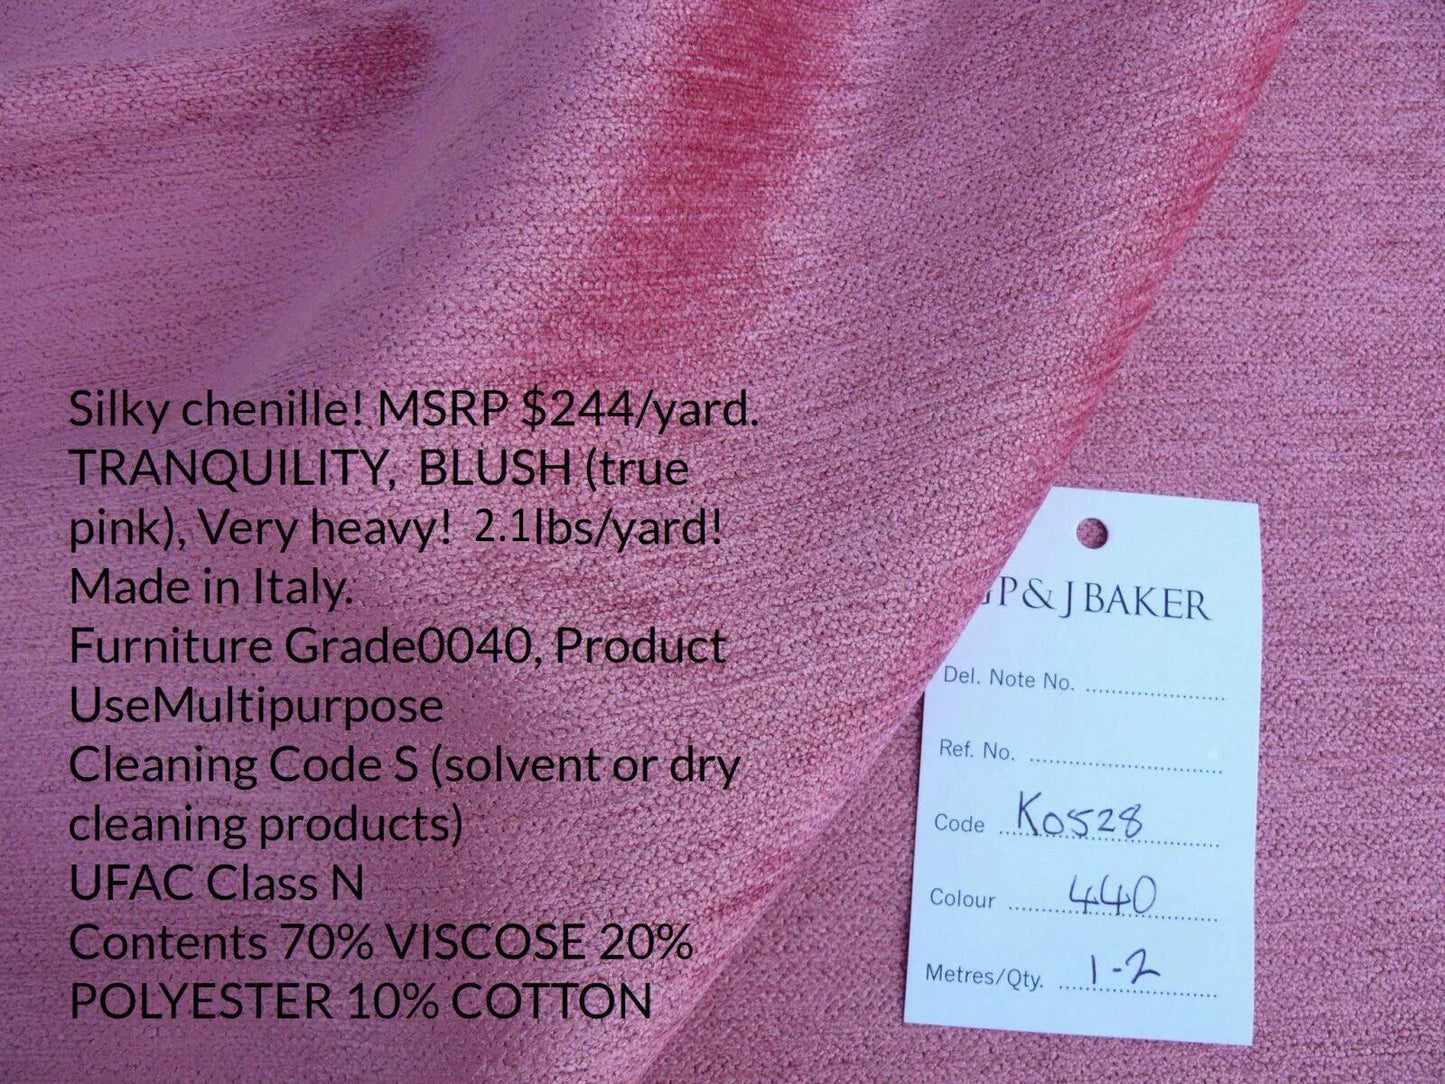 Silky chenille! MSRP $244/yard.
TRANQUILITY, BLUSH (true
pink), Very heavy! 2.1lbs/yard!
Made in Italy.
Furniture Grade0040, Product
UseMultipurpose
Cleaning Code S (solvent or dry
cleaning products)
UFAC Class N
Contents 70% VISCOSE 20%
POLYESTER 10% COTTON
GP & J BAKER
Del. Note No.
Ref. No.
Code K0528
Colour 440
Metres/Qty. 1-2